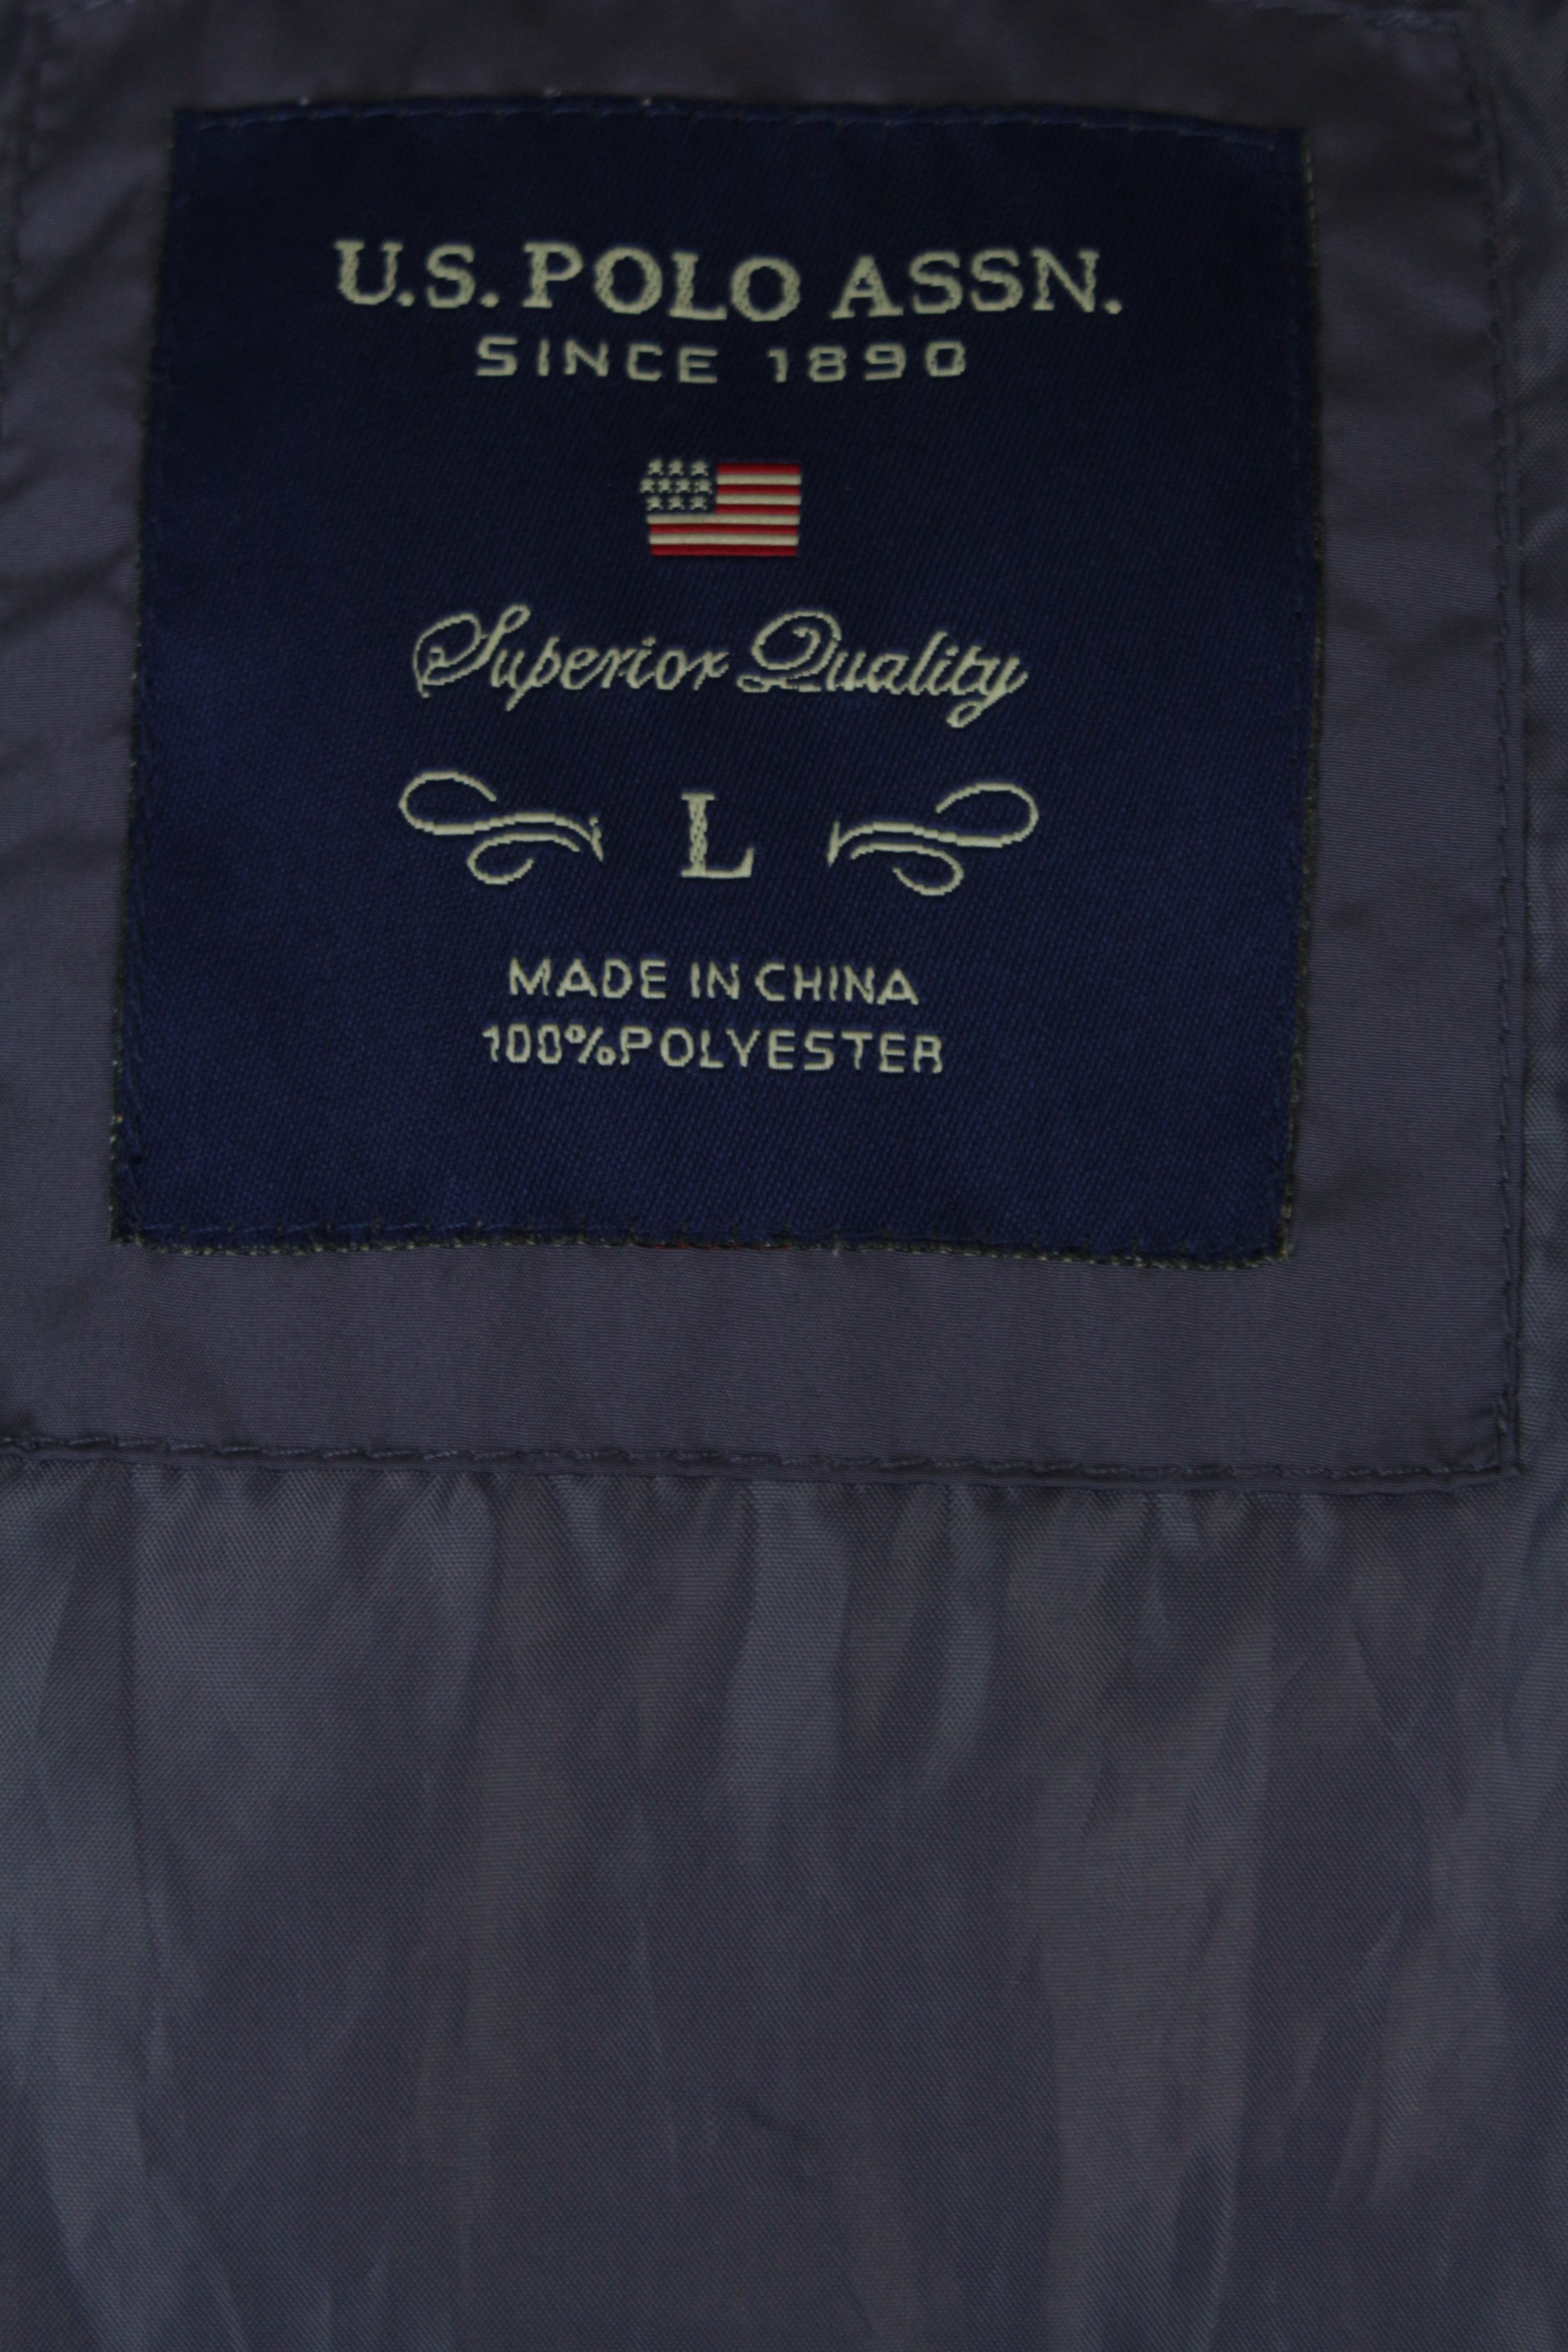 U.S. POLO ASSN.
SINCE 1890
Superior Quality
L
MADE IN CHINA
100%POLYESTER